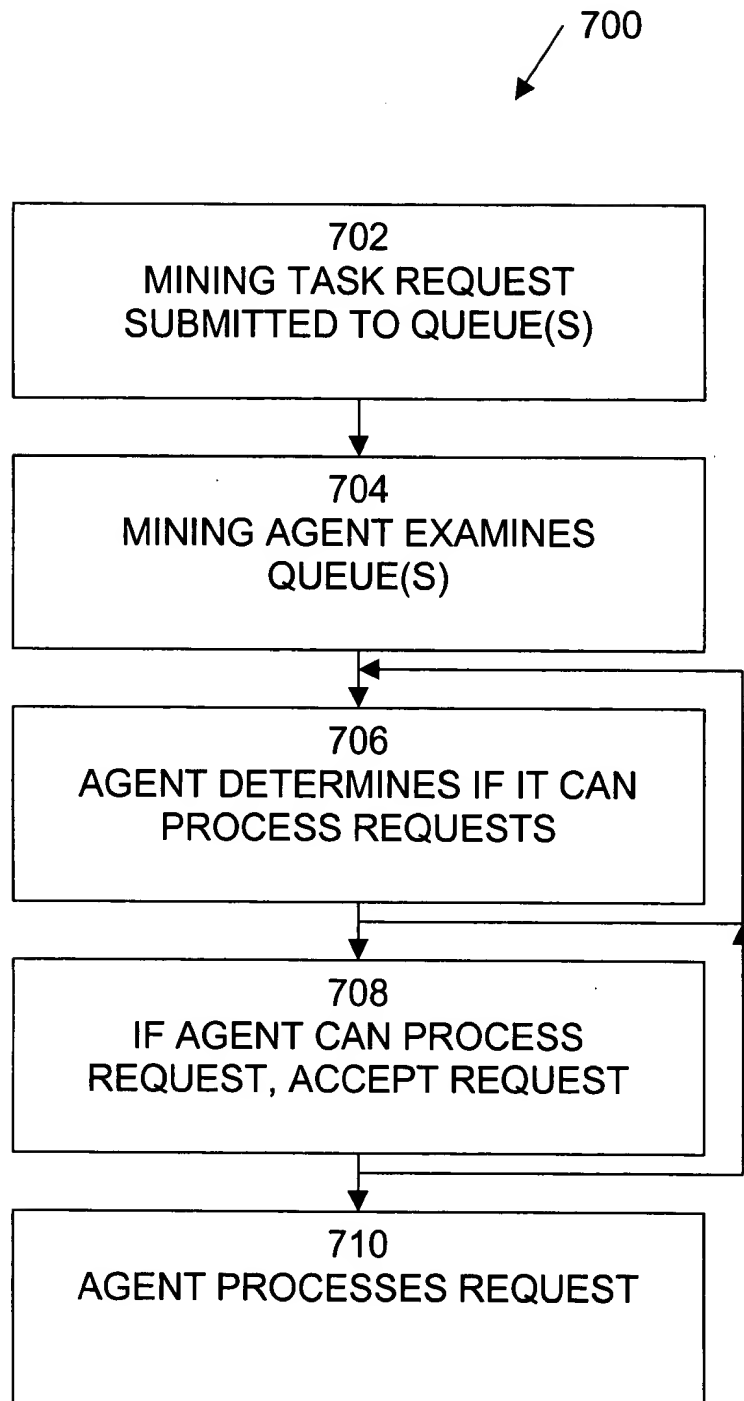 700
702
MINING TASK REQUEST
SUBMITTED TO QUEUE(S)
704
MINING AGENT EXAMINES
QUEUE(S)
706
AGENT DETERMINES IF IT CAN
PROCESS REQUESTS
708
IF AGENT CAN PROCESS
REQUEST, ACCEPT REQUEST
710
AGENT PROCESSES REQUEST